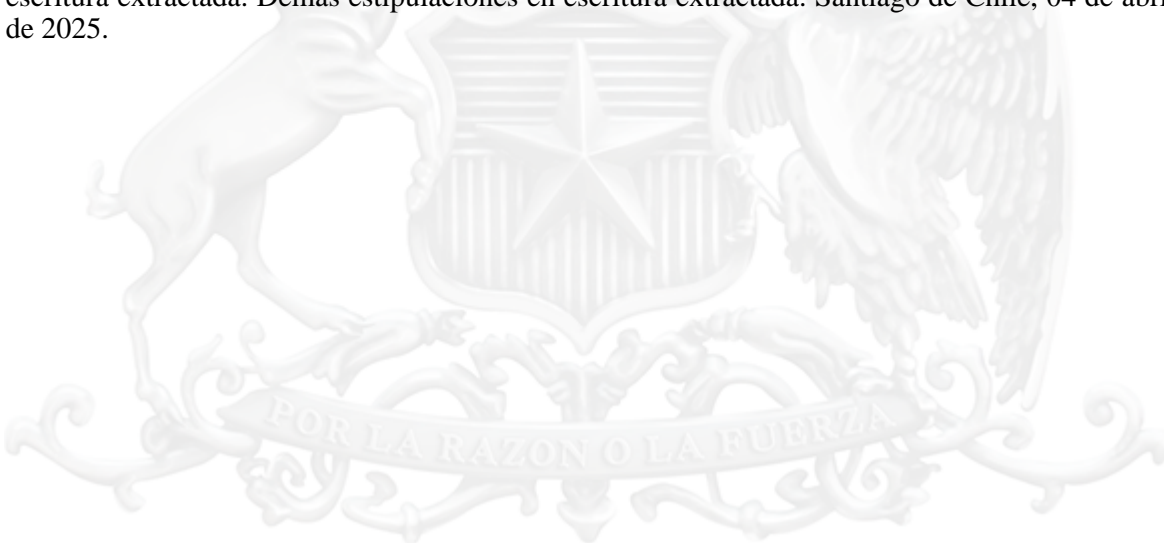 escritura extractada. Demás estipulaciones en escritura extractada. Santiago de Chile, 04 de abril
de 2025.
POR LA RAZON O LA FUERZA